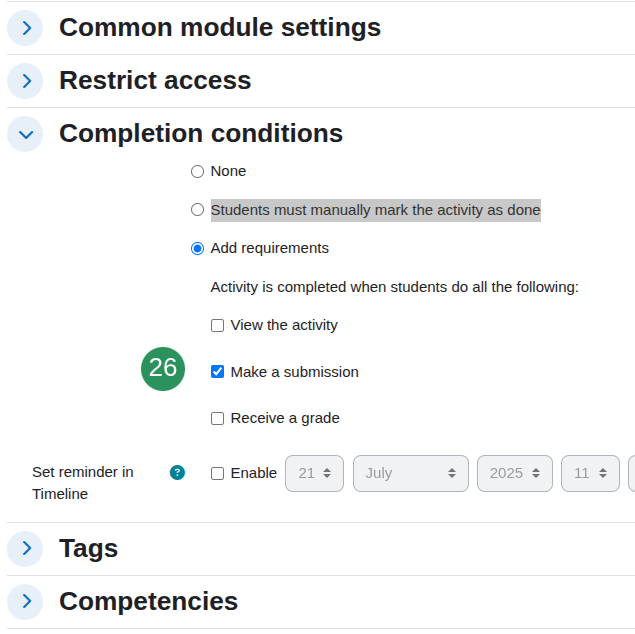 Common module settings
Restrict access
Completion conditions
None
Students must manually mark the activity as done
Add requirements
Activity is completed when students do all the following:
View the activity
26
Make a submission
Receive a grade
Set reminder in
Timeline
?
Enable
21
July
2025
11
Tags
Competencies